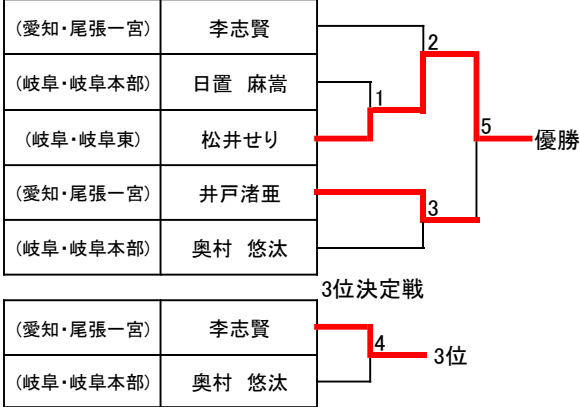 (愛知・尾張一宮) 李志賢
2
(岐阜・岐阜本部) 日置 麻嵩
1
(岐阜・岐阜東) 松井せり
5 優勝
(愛知・尾張一宮) 井戸渚亜
3
(岐阜・岐阜本部) 奥村 悠汰
3位決定戦
(愛知・尾張一宮) 李志賢
4 3位
(岐阜・岐阜本部) 奥村 悠汰